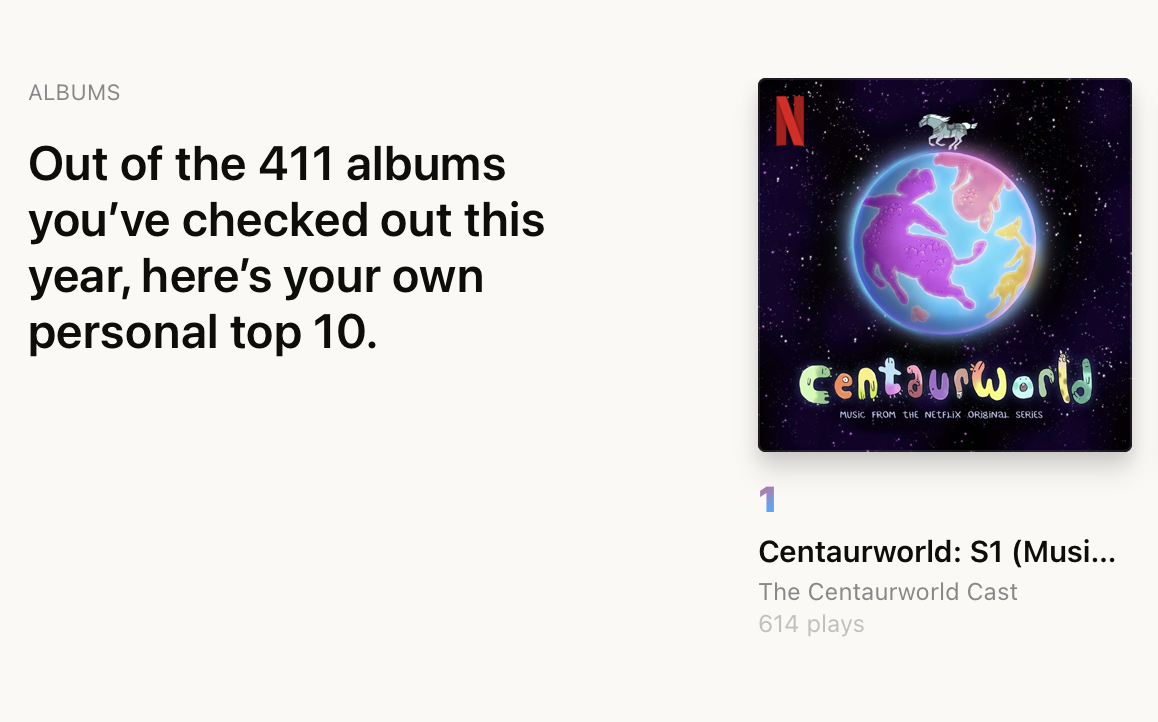 ALBUMS
Out of the 411 albums
you’ve checked out this
year, here’s your own
personal top 10.
N
Centaurworld
MUSIC FROM THE NETFLIX ORIGINAL SERIES
1
Centaurworld: S1 (Musi...
The Centaurworld Cast
614 plays